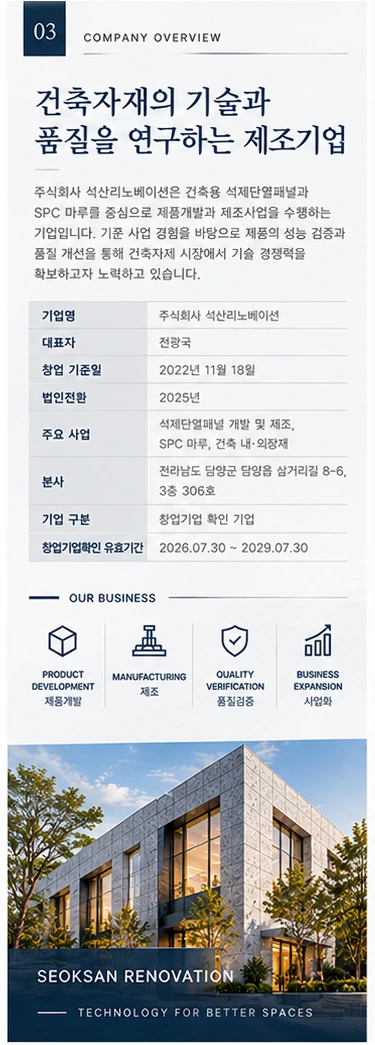 03
COMPANY OVERVIEW
건축자재의 기술과
품질을 연구하는 제조기업
주식회사 석산리노베이션은 건축용 석제단열패널과
SPC 마루를 중심으로 제품개발과 제조사업을 수행하는
기업입니다. 기존 사업 경험을 바탕으로 제품의 성능 검증과
품질 개선을 통해 건축자재 시장에서 기술 경쟁력을
확보하고자 노력하고 있습니다.
기업명 주식회사 석산리노베이션
대표자 전광국
창업 기준일 2022년 11월 18일
법인전환 2025년
주요 사업 석제단열패널 개발 및 제조,
SPC 마루, 건축 내·외장재
본사 전라남도 담양군 담양읍 삼거리길 8-6,
3층 306호
기업 구분 창업기업 확인 기업
창업기업확인 유효기간 2026.07.30 ~ 2029.07.30
OUR BUSINESS
PRODUCT
DEVELOPMENT
제품개발
MANUFACTURING
제조
QUALITY
VERIFICATION
품질검증
BUSINESS
EXPANSION
사업화
SEOKSAN RENOVATION
TECHNOLOGY FOR BETTER SPACES